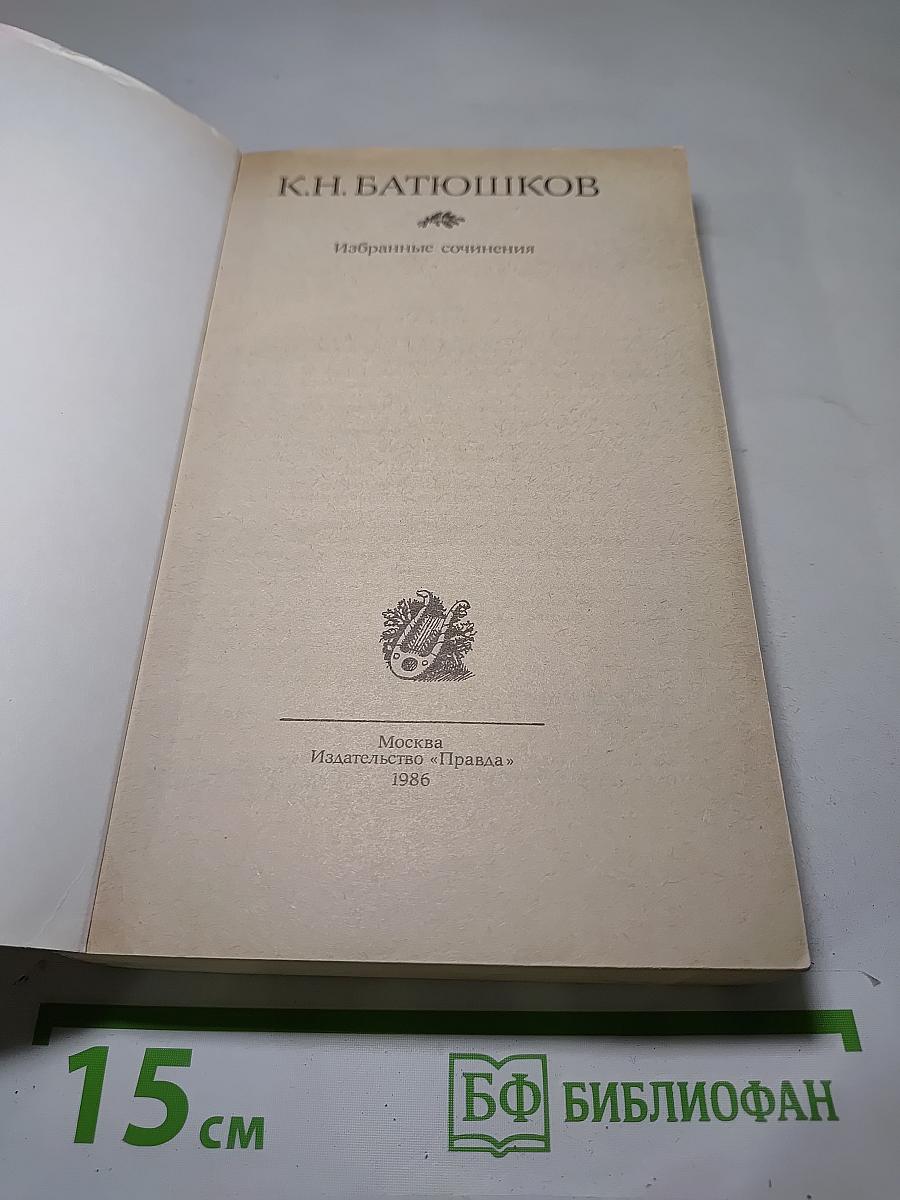 К.Н. БАТЮШКОВ
Избранные сочинения
Москва
Издательство «Правда»
1986
15 см
БФ БИБЛИОФАН